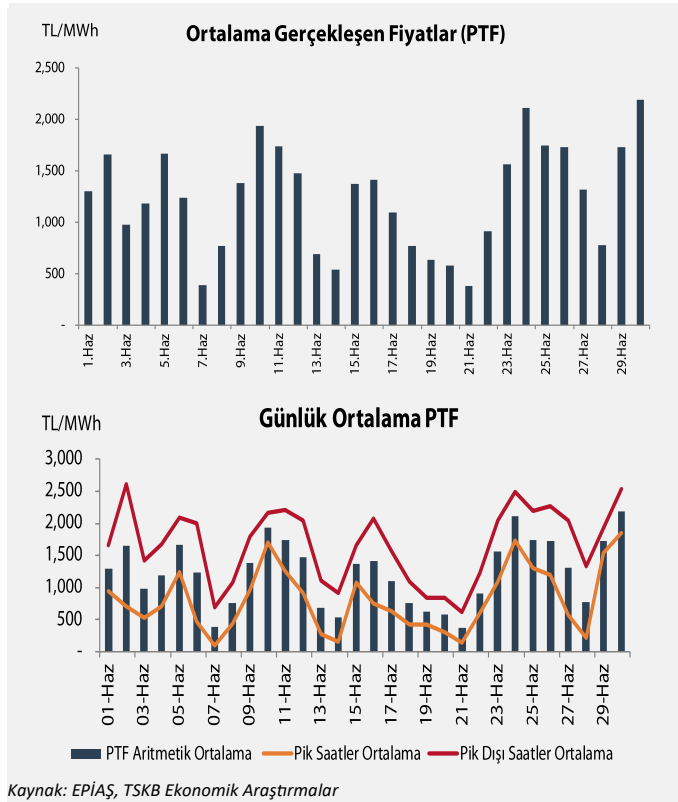 TL/MWh
Ortalama Gerçekleşen Fiyatlar (PTF)
2,500
2,000
1,500
1,000
500
-
1.Haz
3.Haz
5.Haz
7.Haz
9.Haz
11.Haz
13.Haz
15.Haz
17.Haz
19.Haz
21.Haz
23.Haz
25.Haz
27.Haz
29.Haz
TL/MWh
Günlük Ortalama PTF
3,000
2,500
2,000
1,500
1,000
500
-
01-Haz
03-Haz
05-Haz
07-Haz
09-Haz
11-Haz
13-Haz
15-Haz
17-Haz
19-Haz
21-Haz
23-Haz
25-Haz
27-Haz
29-Haz
PTF Aritmetik Ortalama Pik Saatler Ortalama Pik Dışı Saatler Ortalama
Kaynak: EPİAŞ, TSKB Ekonomik Araştırmalar